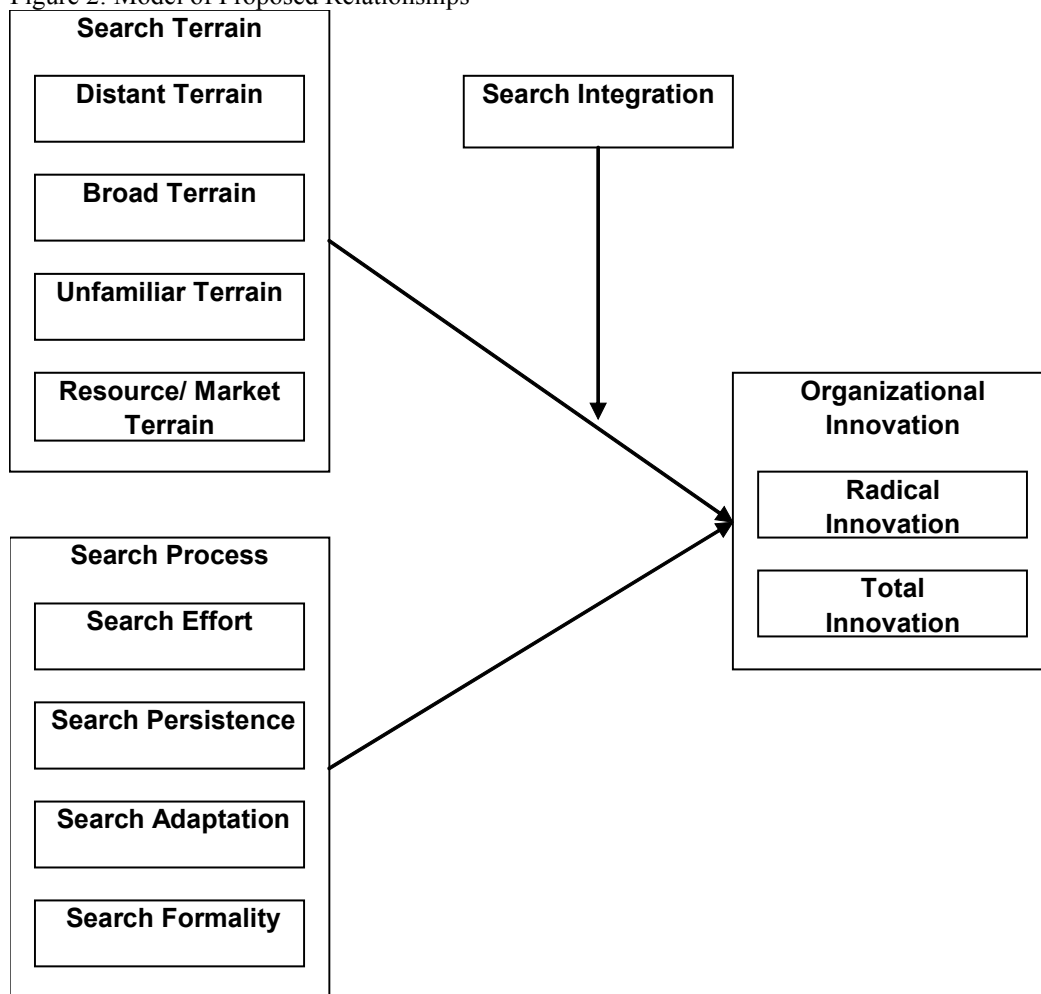 Figure 2: Model of Proposed Relationships
Search Terrain
Distant Terrain
Broad Terrain
Unfamiliar Terrain
Resource/ Market
Terrain
Search Integration
Organizational
Innovation
Radical
Innovation
Total
Innovation
Search Process
Search Effort
Search Persistence
Search Adaptation
Search Formality